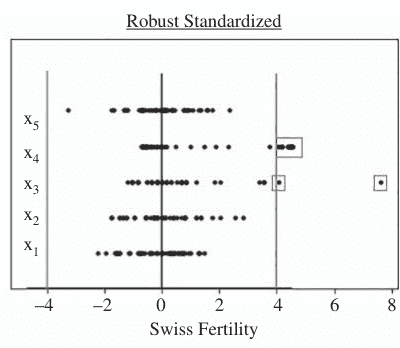 Robust Standardized
x5
x4
x3
x2
x1
−4 −2 0 2 4 6 8
Swiss Fertility